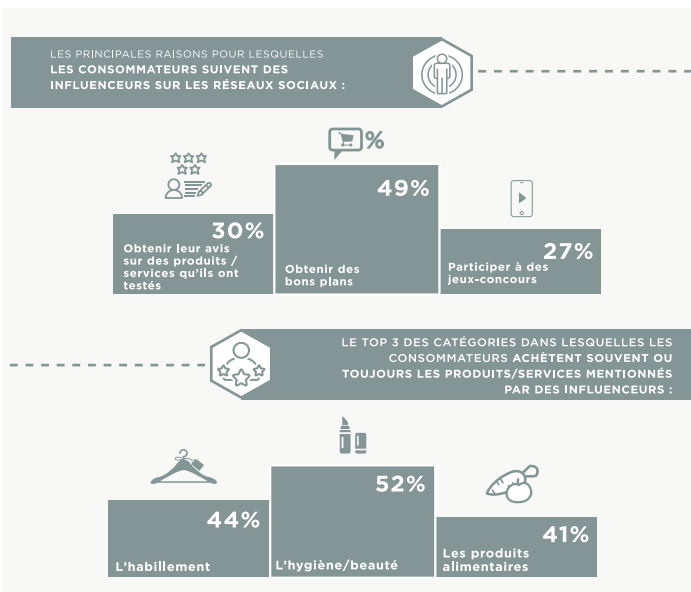 LES PRINCIPALES RAISONS POUR LESQUELLES
LES CONSOMMATEURS SUIVENT DES
INFLUENCEURS SUR LES RÉSEAUX SOCIAUX :
%
30%
Obtenir leur avis
sur des produits /
services qu'ils ont
testés
49%
Obtenir des
bons plans
27%
Participer à des
jeux-concours
LE TOP 3 DES CATÉGORIES DANS LESQUELLES LES
CONSOMMATEURS ACHÈTENT SOUVENT OU
TOUJOURS LES PRODUITS/SERVICES MENTIONNÉS
PAR DES INFLUENCEURS :
44%
L'habillement
52%
L'hygiène/beauté
41%
Les produits
alimentaires